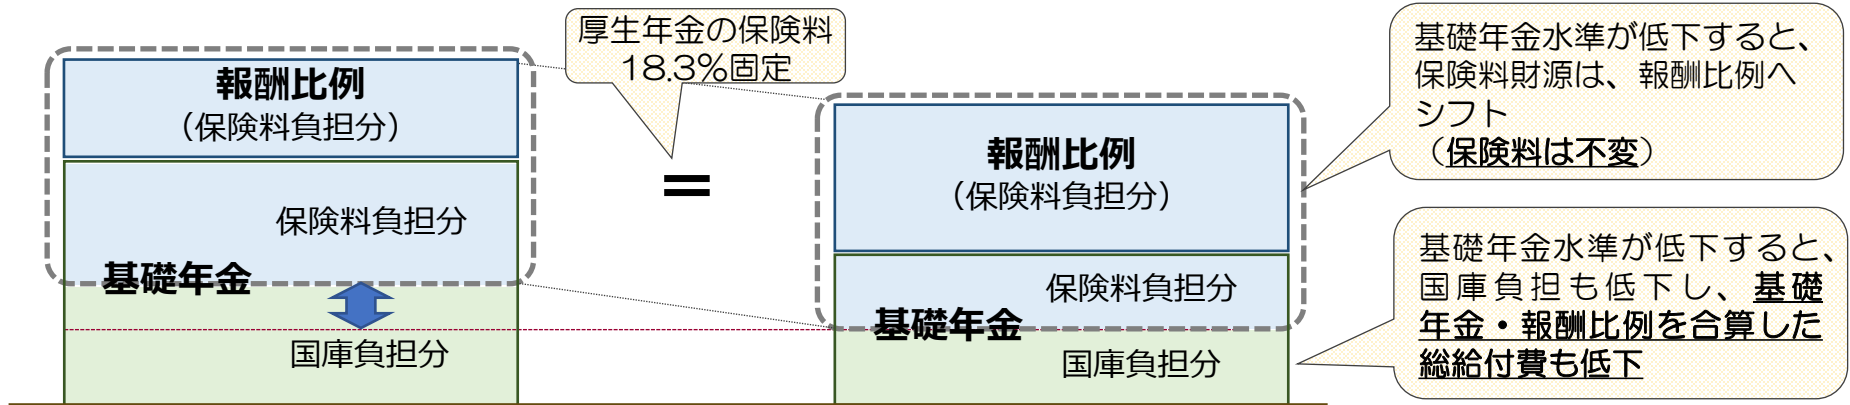 報酬比例
（保険料負担分）
保険料負担分
基礎年金
国庫負担分
厚生年金の保険料
18.3%固定
＝
報酬比例
（保険料負担分）
保険料負担分
基礎年金
国庫負担分
基礎年金水準が低下すると、
保険料財源は、報酬比例へ
シフト
（保険料は不変）
基礎年金水準が低下すると、
国庫負担も低下し、基礎
年金・報酬比例を合算した
総給付費も低下